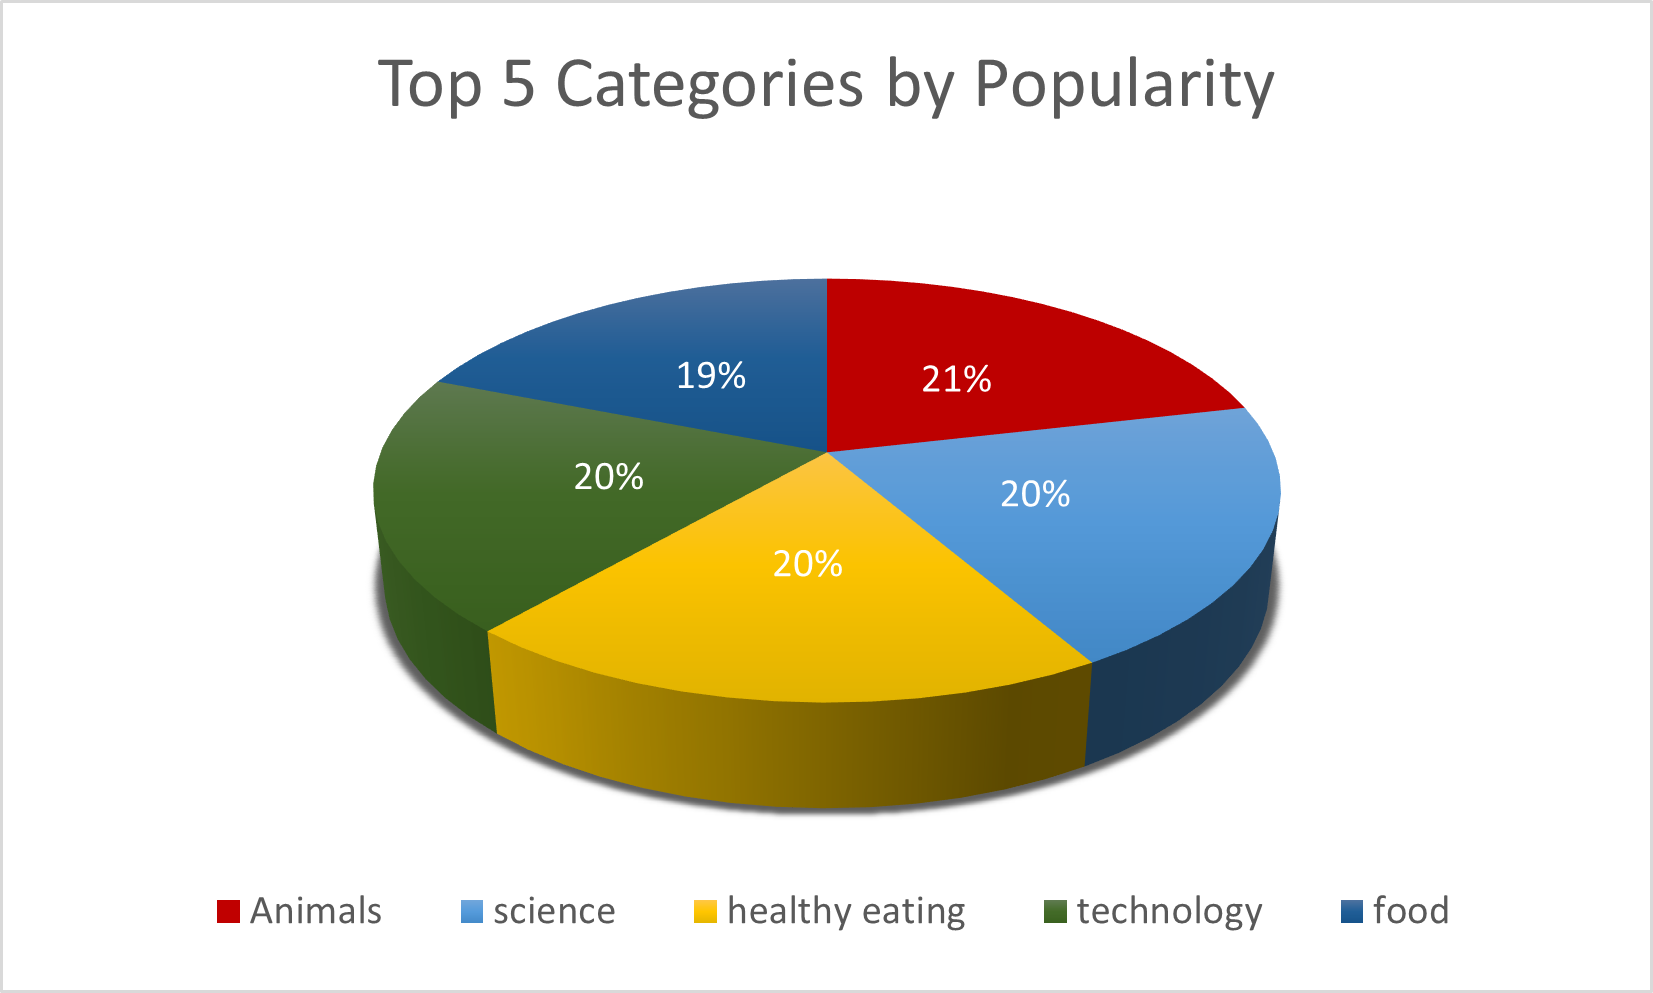 Top 5 Categories by Popularity
19%
21%
20%
20%
20%
Animals
science
healthy eating
technology
food